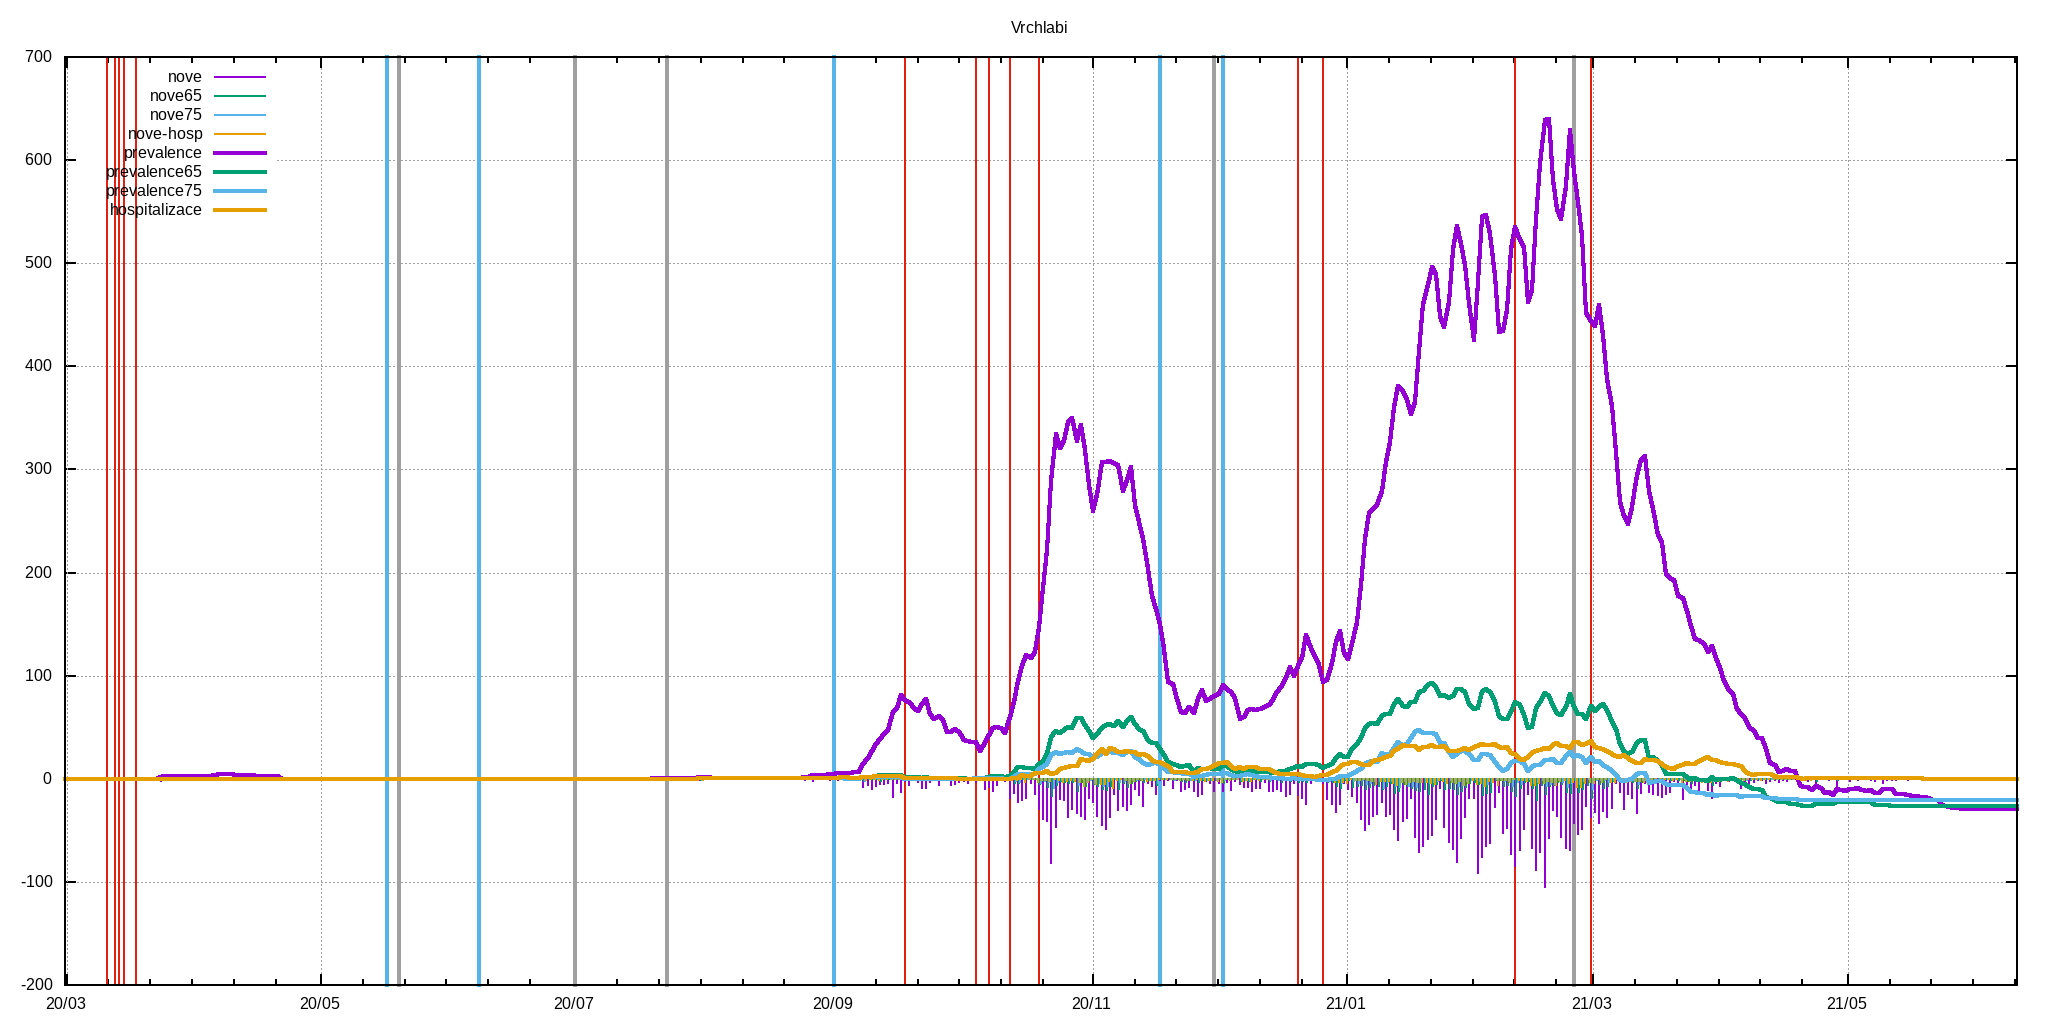 Vrchlabi
700
600
500
400
300
200
100
0
-100
-200
nove
nove65
nove75
nove-hosp
prevalence
prevalence65
prevalence75
hospitalizace
20/03 20/05 20/07 20/09 20/11 21/01 21/03 21/05